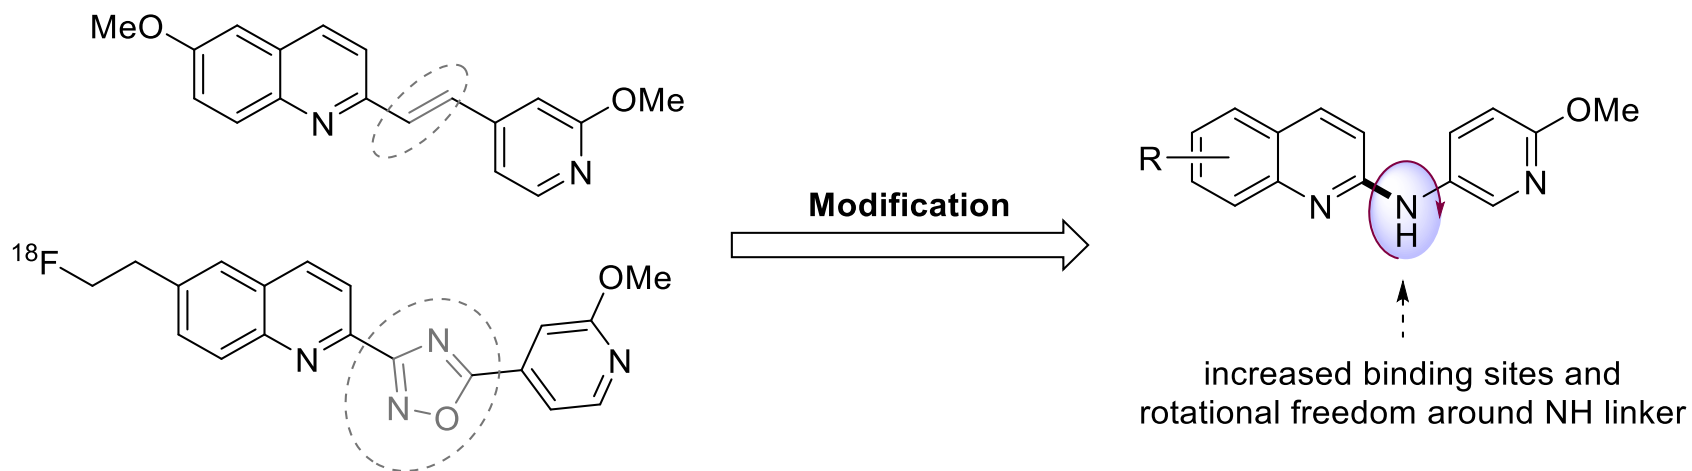 MeO
N
OMe
N
Modification
R
N
N
H
OMe
N
18F
N
N
N
O
OMe
N
increased binding sites and
rotational freedom around NH linker